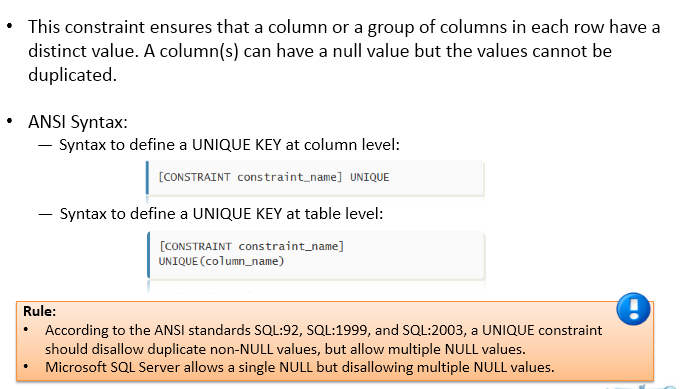 • This constraint ensures that a column or a group of columns in each row have a
distinct value. A column(s) can have a null value but the values cannot be
duplicated.
• ANSI Syntax:
— Syntax to define a UNIQUE KEY at column level:
[CONSTRAINT constraint_name] UNIQUE
— Syntax to define a UNIQUE KEY at table level:
[CONSTRAINT constraint_name]
UNIQUE(column_name)
Rule:
• According to the ANSI standards SQL:92, SQL:1999, and SQL:2003, a UNIQUE constraint
should disallow duplicate non-NULL values, but allow multiple NULL values.
• Microsoft SQL Server allows a single NULL but disallowing multiple NULL values.